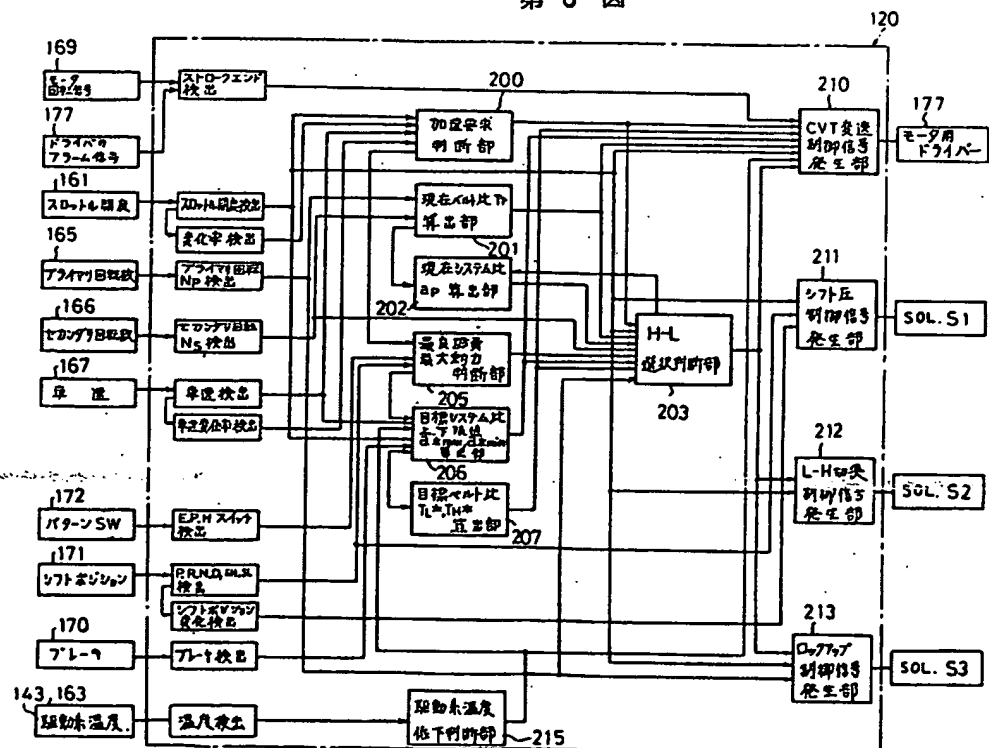 第 6 図
120
169
モータ
回転信号
ストロークエンド
検出
177
ドライバの
アラーム信号
161
スロットル開度
スロットル開度検出
変化率検出
165
プライマリ回転数
プライマリ回転
NP 検出
166
セカンダリ回転数
セカンダリ回転
NS 検出
167
車速
車速検出
車速変化率検出
172
パターンSW
E,P,H スイッチ
検出
171
シフトポジション
検出
シフトポジション
変化検出
170
ブレーキ
ブレーキ検出
143,163
駆動系温度
温度検出
200
加速要求
判断部
現在ベルト比TP
算出部
201
現在システム比
aP 算出部
202
最良燃費
最大動力
判断部
205
目標システム比
上下限値
a*max,a*min
算出部
206
目標ベルト比
TL*,TH*
算出部
207
H-L
選択判断部
203
駆動系温度
低下判断部
215
210
CVT変速
制御信号
発生部
177
モータ用
ドライバー
211
シフト圧
制御信号
発生部
SOL. S1
212
L-H切換
制御信号
発生部
SOL. S2
213
ロックアップ
制御信号
発生部
SOL. S3